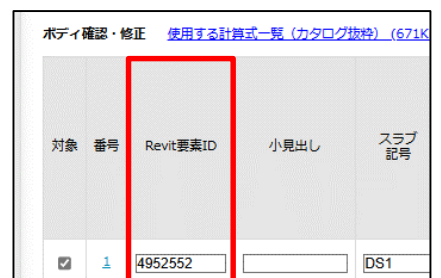 ボディ確認・修正 使用する計算式一覧（カタログ抜粋）(671K
対象 番号 Revit要素ID 小見出し スラブ
記号
1 4952552 DS1